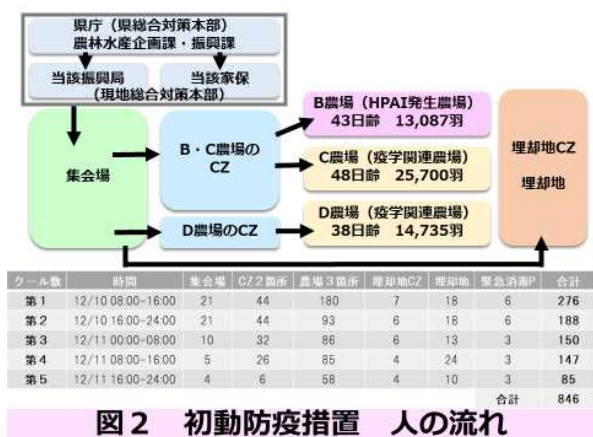 県庁（県総合対策本部）
農林水産企画課・振興課
当該振興局
当該家保
（現地総合対策本部）
集会場
B・C農場の
CZ
D農場のCZ
B農場（HPAI発生農場）
43日齢　13,087羽
C農場（疫学関連農場）
48日齢　25,700羽
D農場（疫学関連農場）
38日齢　14,735羽
埋却地CZ
埋却地
クール数 時間 集会場 CZ2箇所 農場3箇所 埋却地CZ 埋却地 緊急消毒P 合計
第1 12/10 08:00-16:00 21 44 180 7 18 6 276
第2 12/10 16:00-24:00 21 44 93 6 18 6 188
第3 12/11 00:00-08:00 10 32 86 6 13 3 150
第4 12/11 08:00-16:00 5 26 85 4 24 3 147
第5 12/11 16:00-24:00 4 6 58 4 10 3 85
合計 846
図2　初動防疫措置　人の流れ